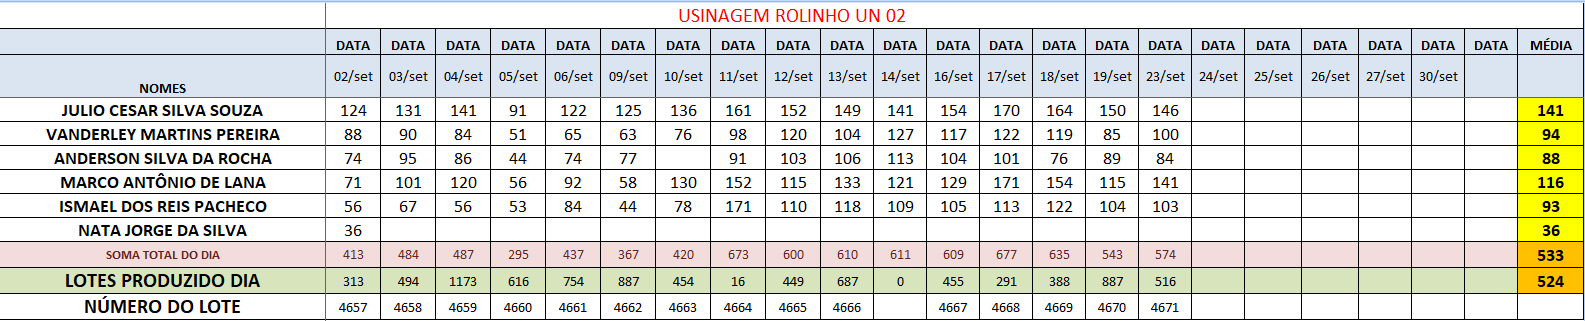 USINAGEM ROLINHO UN 02
DATA DATA DATA DATA DATA DATA DATA DATA DATA DATA DATA DATA DATA DATA DATA DATA DATA DATA DATA DATA DATA DATA MÉDIA
NOMES 02/set 03/set 04/set 05/set 06/set 09/set 10/set 11/set 12/set 13/set 14/set 16/set 17/set 18/set 19/set 23/set 24/set 25/set 26/set 27/set 30/set
JULIO CESAR SILVA SOUZA 124 131 141 91 122 125 136 161 152 149 141 154 170 164 150 146 141
VANDERLEY MARTINS PEREIRA 88 90 84 51 65 63 76 98 120 104 127 117 122 119 85 100 94
ANDERSON SILVA DA ROCHA 74 95 86 44 74 77 91 103 106 113 104 101 76 89 84 88
MARCO ANTÔNIO DE LANA 71 101 120 56 92 58 130 152 115 133 121 129 171 154 115 141 116
ISMAEL DOS REIS PACHECO 56 67 56 53 84 44 78 171 110 118 109 105 113 122 104 103 93
NATA JORGE DA SILVA 36 36
SOMA TOTAL DO DIA 413 484 487 295 437 367 420 673 600 610 611 609 677 635 543 574 533
LOTES PRODUZIDO DIA 313 494 1173 616 754 887 454 16 449 687 0 455 291 388 887 516 524
NÚMERO DO LOTE 4657 4658 4659 4660 4661 4662 4663 4664 4665 4666 4667 4668 4669 4670 4671